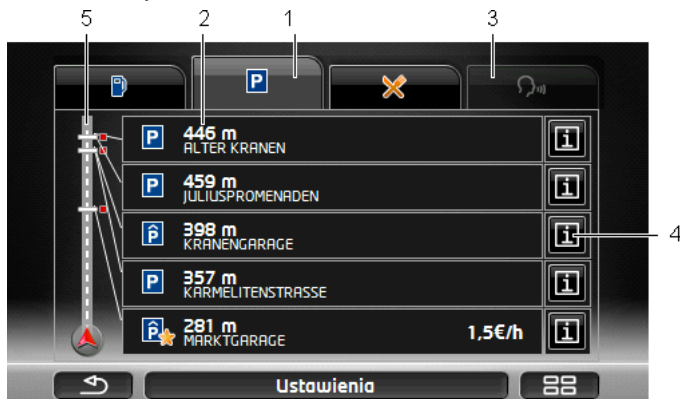 5 2 1 3
P
P 446 m
ALTER KRANEN i
P 459 m
JULIUSPROMENADEN i
P 398 m
KRANENGARAGE i
4
P 357 m
KARMELITENSTRASSE i
P 281 m
MARKTGARAGE 1,5€/h i
Ustawienia